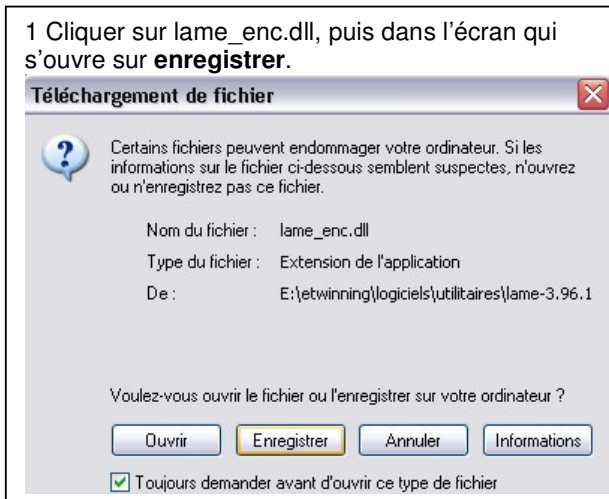 1 Cliquer sur lame_enc.dll, puis dans l’écran qui
s’ouvre sur enregistrer.
Téléchargement de fichier
Certains fichiers peuvent endommager votre ordinateur. Si les
informations sur le fichier ci-dessous semblent suspectes, n'ouvrez
ou n'enregistrez pas ce fichier.
Nom du fichier : lame_enc.dll
Type du fichier : Extension de l'application
De : E:\etwinning\logiciels\utilitaires\lame-3.96.1
Voulez-vous ouvrir le fichier ou l'enregistrer sur votre ordinateur ?
Ouvrir Enregistrer Annuler Informations
Toujours demander avant d'ouvrir ce type de fichier